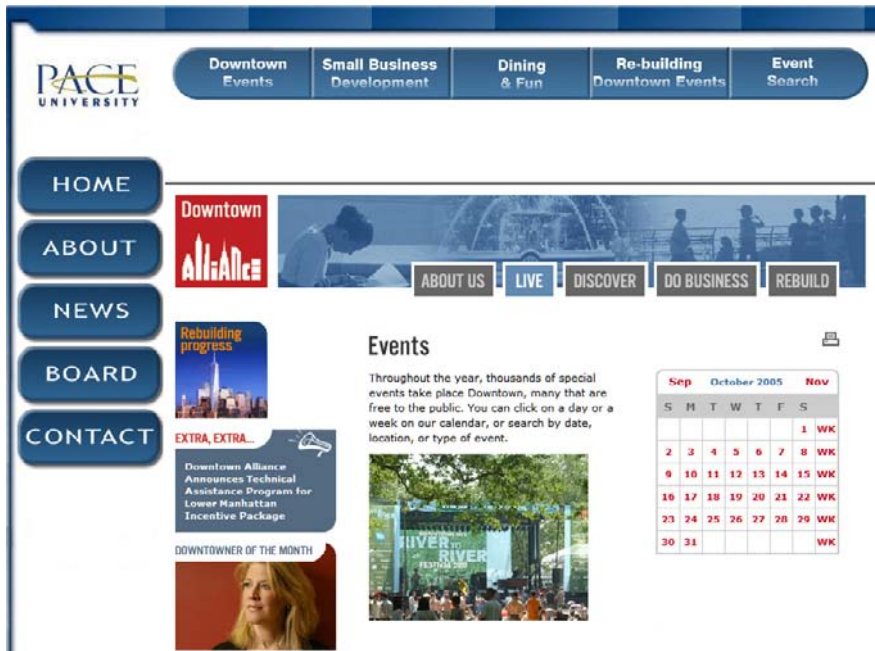 PACE
UNIVERSITY
Downtown
Events
Small Business
Development
Dining
& Fun
Re-building
Downtown Events
Event
Search
HOME
ABOUT
NEWS
BOARD
CONTACT
Downtown
AlliANcE
ABOUT US LIVE DISCOVER DO BUSINESS REBUILD
Rebuilding
progress
EXTRA, EXTRA...
Downtown Alliance
Announces Technical
Assistance Program for
Lower Manhattan
Incentive Package
DOWNTOWNER OF THE MONTH
Events
Throughout the year, thousands of special
events take place Downtown, many that are
free to the public. You can click on a day or a
week on our calendar, or search by date,
location, or type of event.
RIVER TO
RIVER
FESTIVAL
Sep October 2005 Nov
S M T W T F S
1 WK
2 3 4 5 6 7 8 WK
9 10 11 12 13 14 15 WK
16 17 18 19 20 21 22 WK
23 24 25 26 27 28 29 WK
30 31 WK